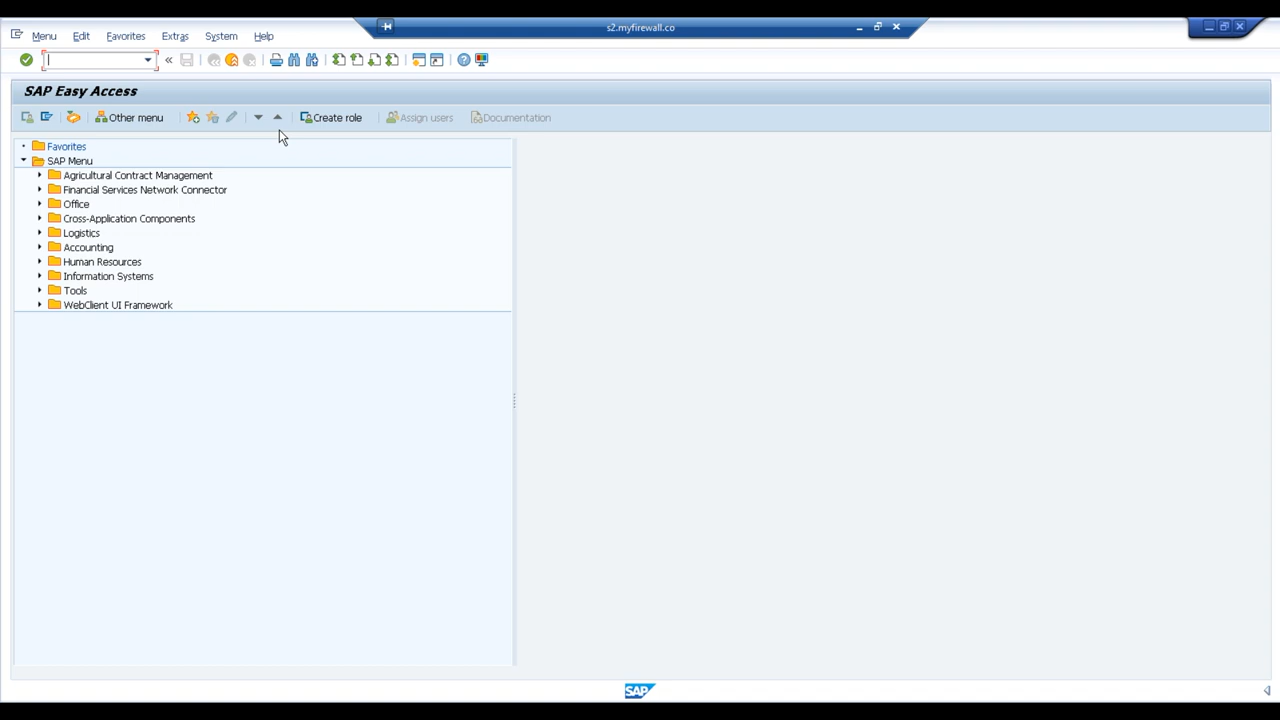 s2.myfirewall.co
Menu Edit Favorites Extras System Help
SAP Easy Access
Other menu Create role Assign users Documentation
Favorites
SAP Menu
Agricultural Contract Management
Financial Services Network Connector
Office
Cross-Application Components
Logistics
Accounting
Human Resources
Information Systems
Tools
WebClient UI Framework
SAP